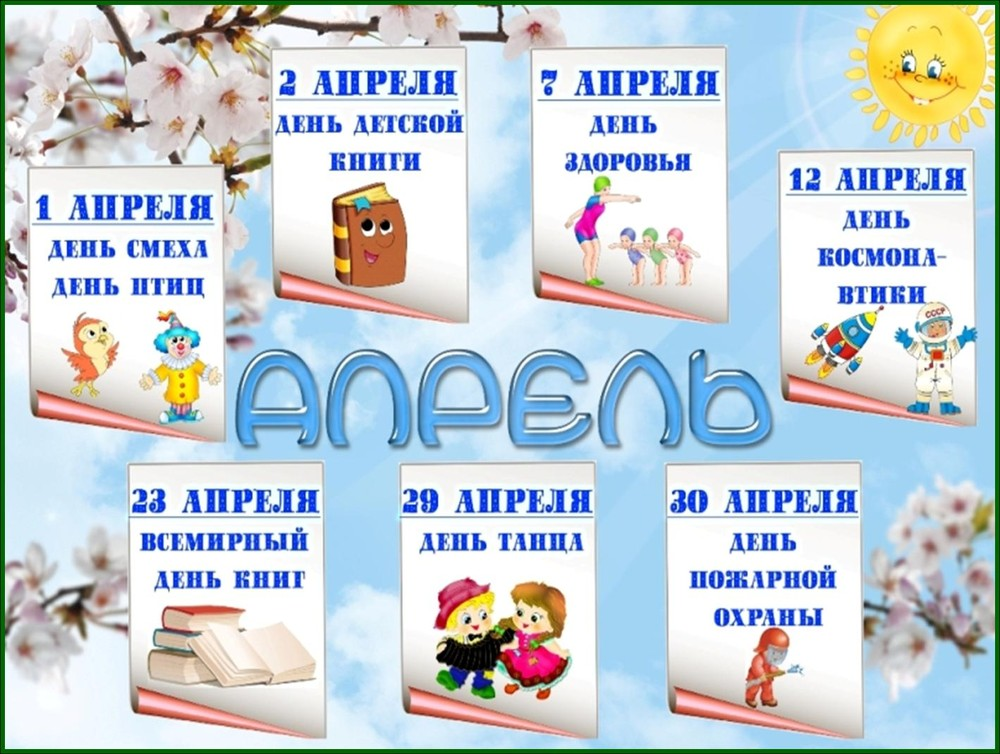 1 АПРЕЛЯ
ДЕНЬ СМЕХА
ДЕНЬ ПТИЦ
2 АПРЕЛЯ
ДЕНЬ ДЕТСКОЙ
КНИГИ
7 АПРЕЛЯ
ДЕНЬ
ЗДОРОВЬЯ
12 АПРЕЛЯ
ДЕНЬ
КОСМОНА-
ВТИКИ
СССР
АПРЕЛЬ
23 АПРЕЛЯ
ВСЕМИРНЫЙ
ДЕНЬ КНИГ
29 АПРЕЛЯ
ДЕНЬ ТАНЦА
30 АПРЕЛЯ
ДЕНЬ
ПОЖАРНОЙ
ОХРАНЫ